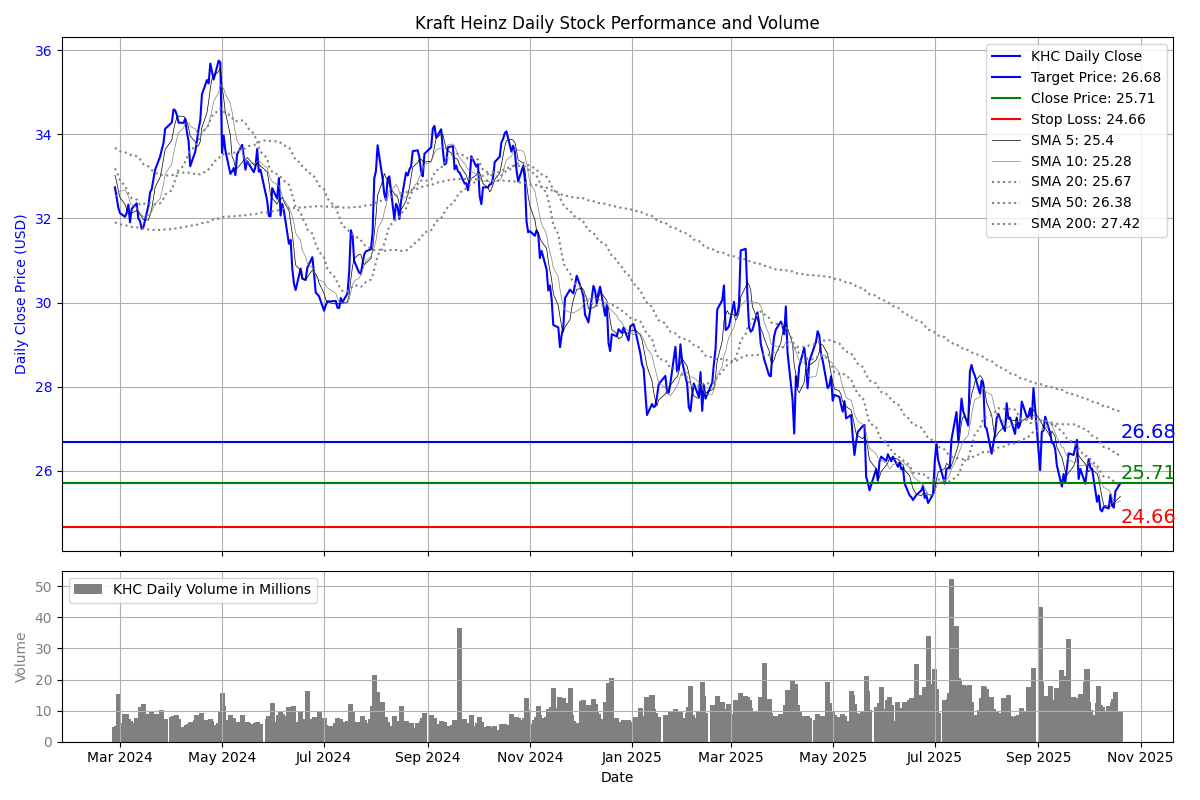 Kraft Heinz Daily Stock Performance and Volume
36
34
32
30
28
26
Daily Close Price (USD)
KHC Daily Close
Target Price: 26.68
Close Price: 25.71
Stop Loss: 24.66
SMA 5: 25.4
SMA 10: 25.28
SMA 20: 25.67
SMA 50: 26.38
SMA 200: 27.42
26.68
25.71
24.66
50
40
30
20
10
0
Volume
KHC Daily Volume in Millions
Mar 2024
May 2024
Jul 2024
Sep 2024
Nov 2024
Jan 2025
Mar 2025
May 2025
Jul 2025
Sep 2025
Nov 2025
Date